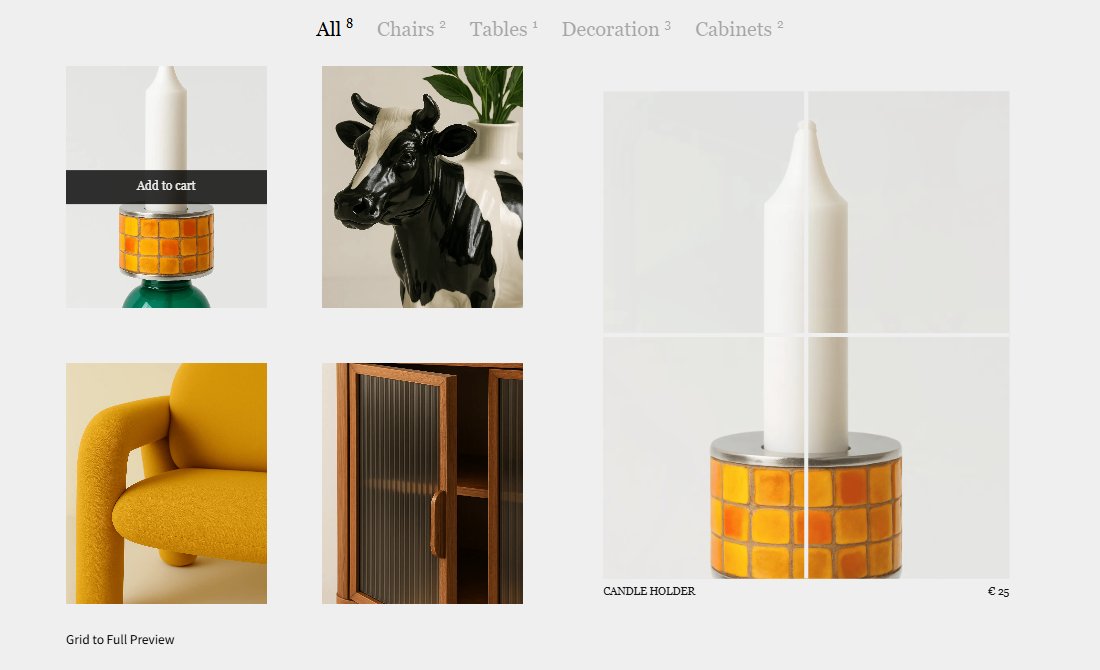 All 8 Chairs 2 Tables 1 Decoration 3 Cabinets 2
Add to cart
CANDLE HOLDER € 25
Grid to Full Preview